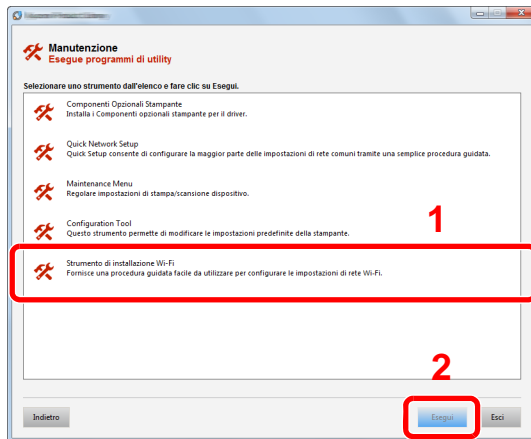 Manutenzione
Esegue programmi di utility
Selezionare uno strumento dall'elenco e fare clic su Esegui.
Componenti Opzionali Stampante
Installa i Componenti opzionali stampante per il driver.
Quick Network Setup
Quick Setup consente di configurare la maggior parte delle impostazioni di rete comuni tramite una semplice procedura guidata.
Maintenance Menu
Regolare impostazioni di stampa/scansione dispositivo.
Configuration Tool
Questo strumento permette di modificare le impostazioni predefinite della stampante.
1
Strumento di installazione Wi-Fi
Fornisce una procedura guidata facile da utilizzare per configurare le impostazioni di rete Wi-Fi.
2
Indietro
Esegui
Esci